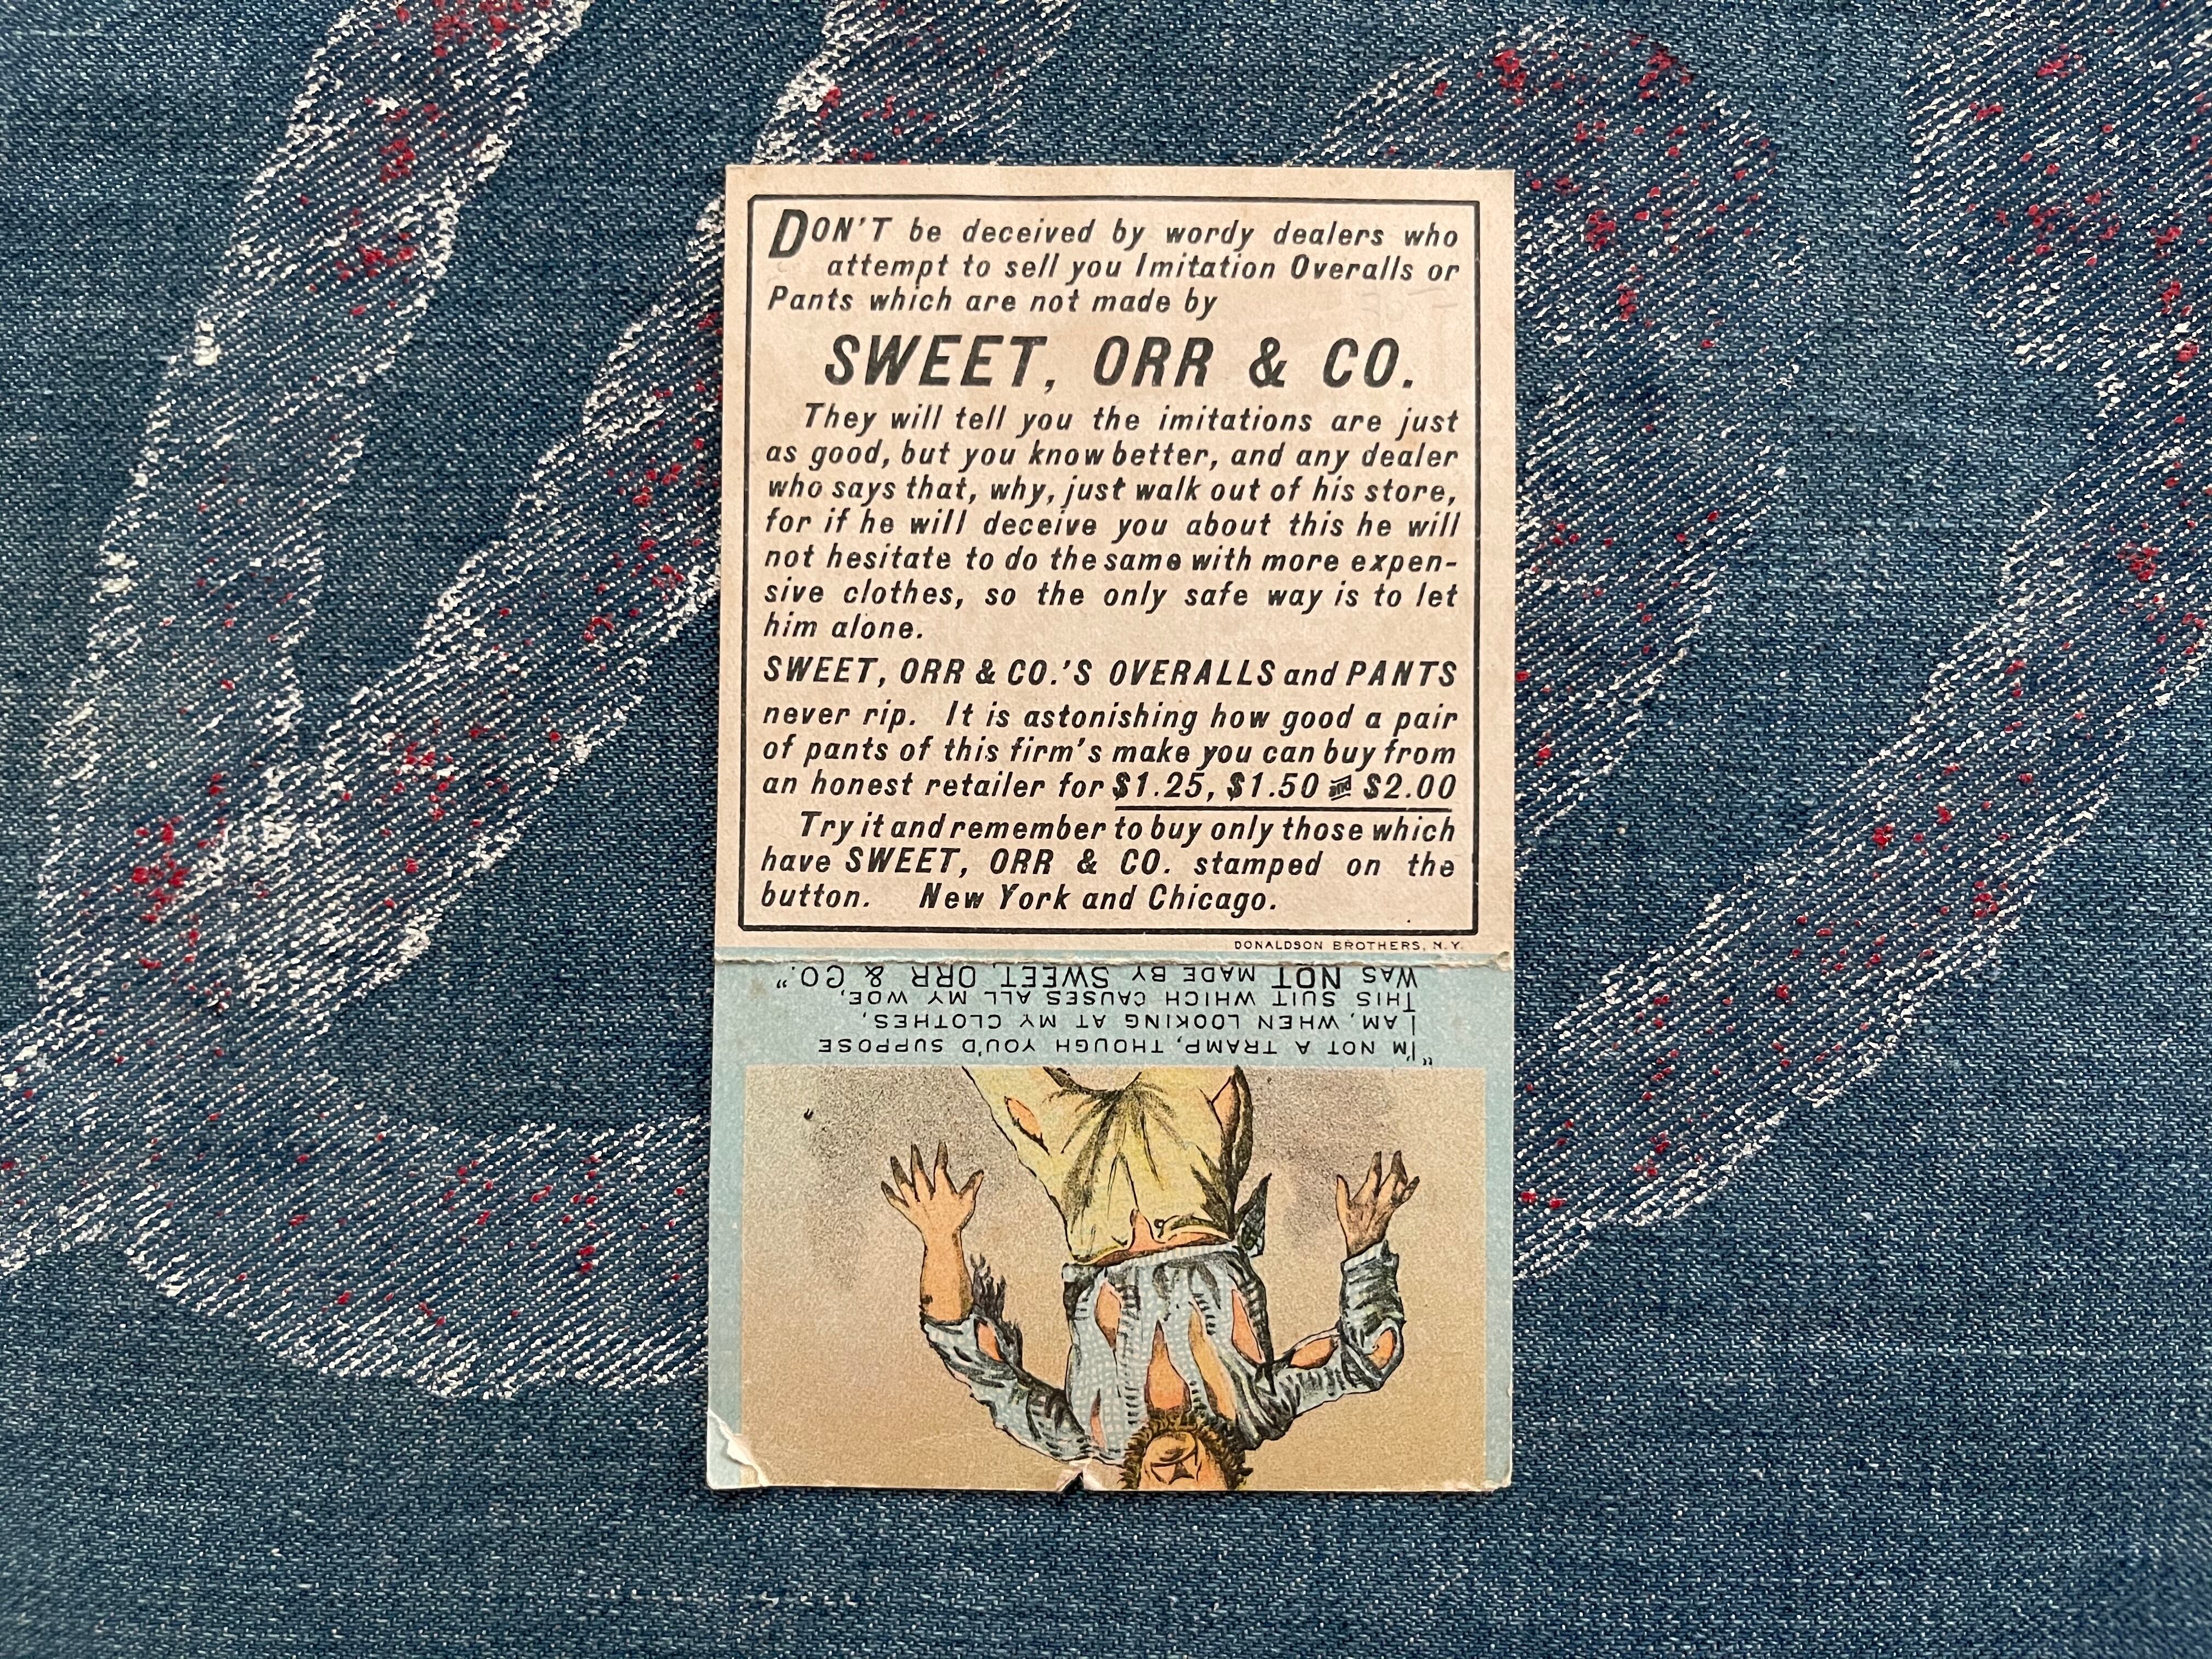 DON'T be deceived by wordy dealers who
attempt to sell you Imitation Overalls or
Pants which are not made by
SWEET, ORR & CO.
They will tell you the imitations are just
as good, but you know better, and any dealer
who says that, why, just walk out of his store,
for if he will deceive you about this he will
not hesitate to do the same with more expen-
sive clothes, so the only safe way is to let
him alone.
SWEET, ORR & CO.'S OVERALLS and PANTS
never rip. It is astonishing how good a pair
of pants of this firm's make you can buy from
an honest retailer for $1.25, $1.50 and $2.00
Try it and remember to buy only those which
have SWEET, ORR & CO. stamped on the
button. New York and Chicago.
DONALDSON BROTHERS, N.Y.
"I'M NOT A TRAMP, THOUGH YOU'D SUPPOSE
I AM, WHEN LOOKING AT MY CLOTHES,
THIS SUIT WHICH CAUSES ALL MY WOE,
WAS NOT MADE BY SWEET, ORR & CO."